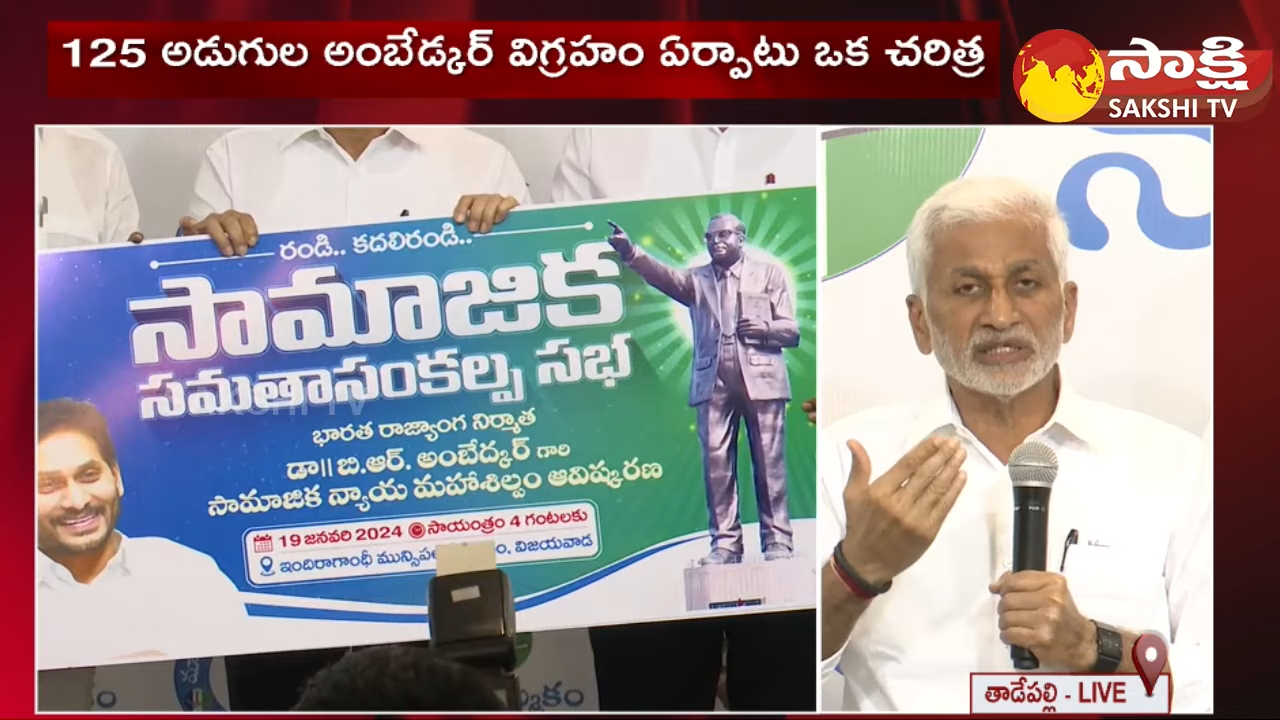 125 అడుగుల అంబేడ్కర్ విగ్రహం ఏర్పాటు ఒక చరిత్ర
సాక్షి
SAKSHI TV
రండి.. కదలిరండి..
సామాజిక
సమతాసంకల్ప సభ
భారత రాజ్యాంగ నిర్మాత
డా॥ బి.ఆర్. అంబేద్కర్ గారి
సామాజిక న్యాయ మహాశిల్పం ఆవిష్కరణ
19 జనవరి 2024 సాయంత్రం 4 గంటలకు
ఇందిరాగాంధీ విజయవాడ
తాడేపల్లి - LIVE